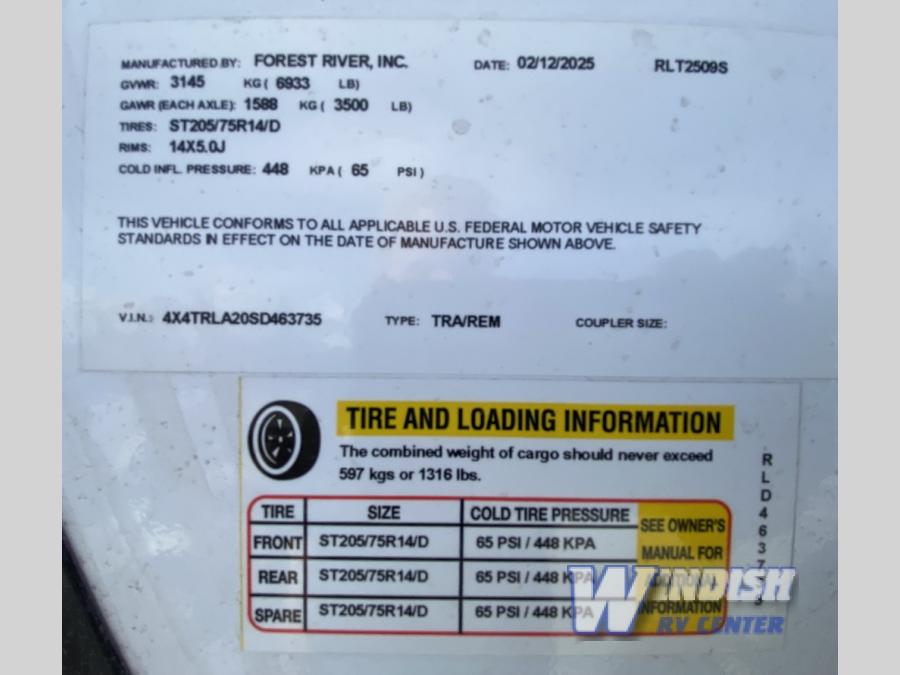 MANUFACTURED BY: FOREST RIVER, INC. DATE: 02/12/2025 RLT2509S
GVWR: 3145 KG ( 6933 LB)
GAWR (EACH AXLE): 1588 KG ( 3500 LB)
TIRES: ST205/75R14/D
RIMS: 14X5.0J
COLD INFL. PRESSURE: 448 KPA ( 65 PSI )
THIS VEHICLE CONFORMS TO ALL APPLICABLE U.S. FEDERAL MOTOR VEHICLE SAFETY
STANDARDS IN EFFECT ON THE DATE OF MANUFACTURE SHOWN ABOVE.
V.I.N.: 4X4TRLA20SD463735 TYPE: TRA/REM COUPLER SIZE:
TIRE AND LOADING INFORMATION
The combined weight of cargo should never exceed
597 kgs or 1316 lbs.
TIRE SIZE COLD TIRE PRESSURE SEE OWNER'S
FRONT ST205/75R14/D 65 PSI / 448 KPA MANUAL FOR
REAR ST205/75R14/D 65 PSI / 448 KPA ADDITIONAL
SPARE ST205/75R14/D 65 PSI / 448 KPA INFORMATION
WINDISH
RV CENTER